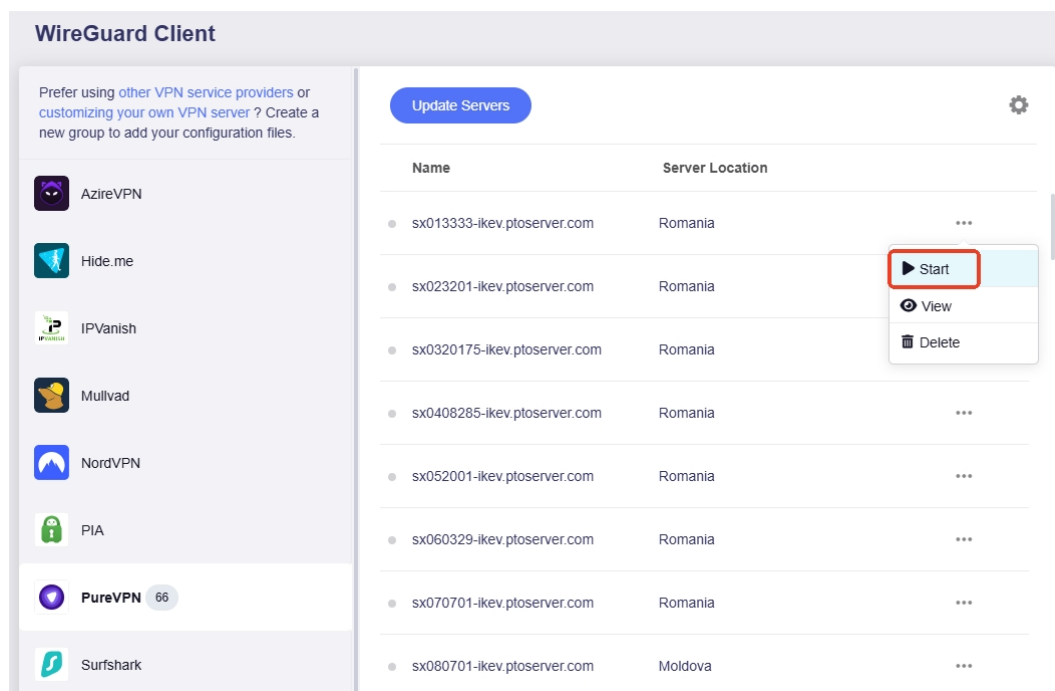 WireGuard Client
Prefer using other VPN service providers or
customizing your own VPN server ? Create a
new group to add your configuration files.
AzireVPN
Hide.me
IPVANISH
IPVanish
Mullvad
NordVPN
PIA
PureVPN 66
Surfshark
Update Servers
Name Server Location
sx013333-ikev.ptoserver.com Romania
Start
View
Delete
sx023201-ikev.ptoserver.com Romania
sx0320175-ikev.ptoserver.com Romania
sx0408285-ikev.ptoserver.com Romania
sx052001-ikev.ptoserver.com Romania
sx060329-ikev.ptoserver.com Romania
sx070701-ikev.ptoserver.com Romania
sx080701-ikev.ptoserver.com Moldova